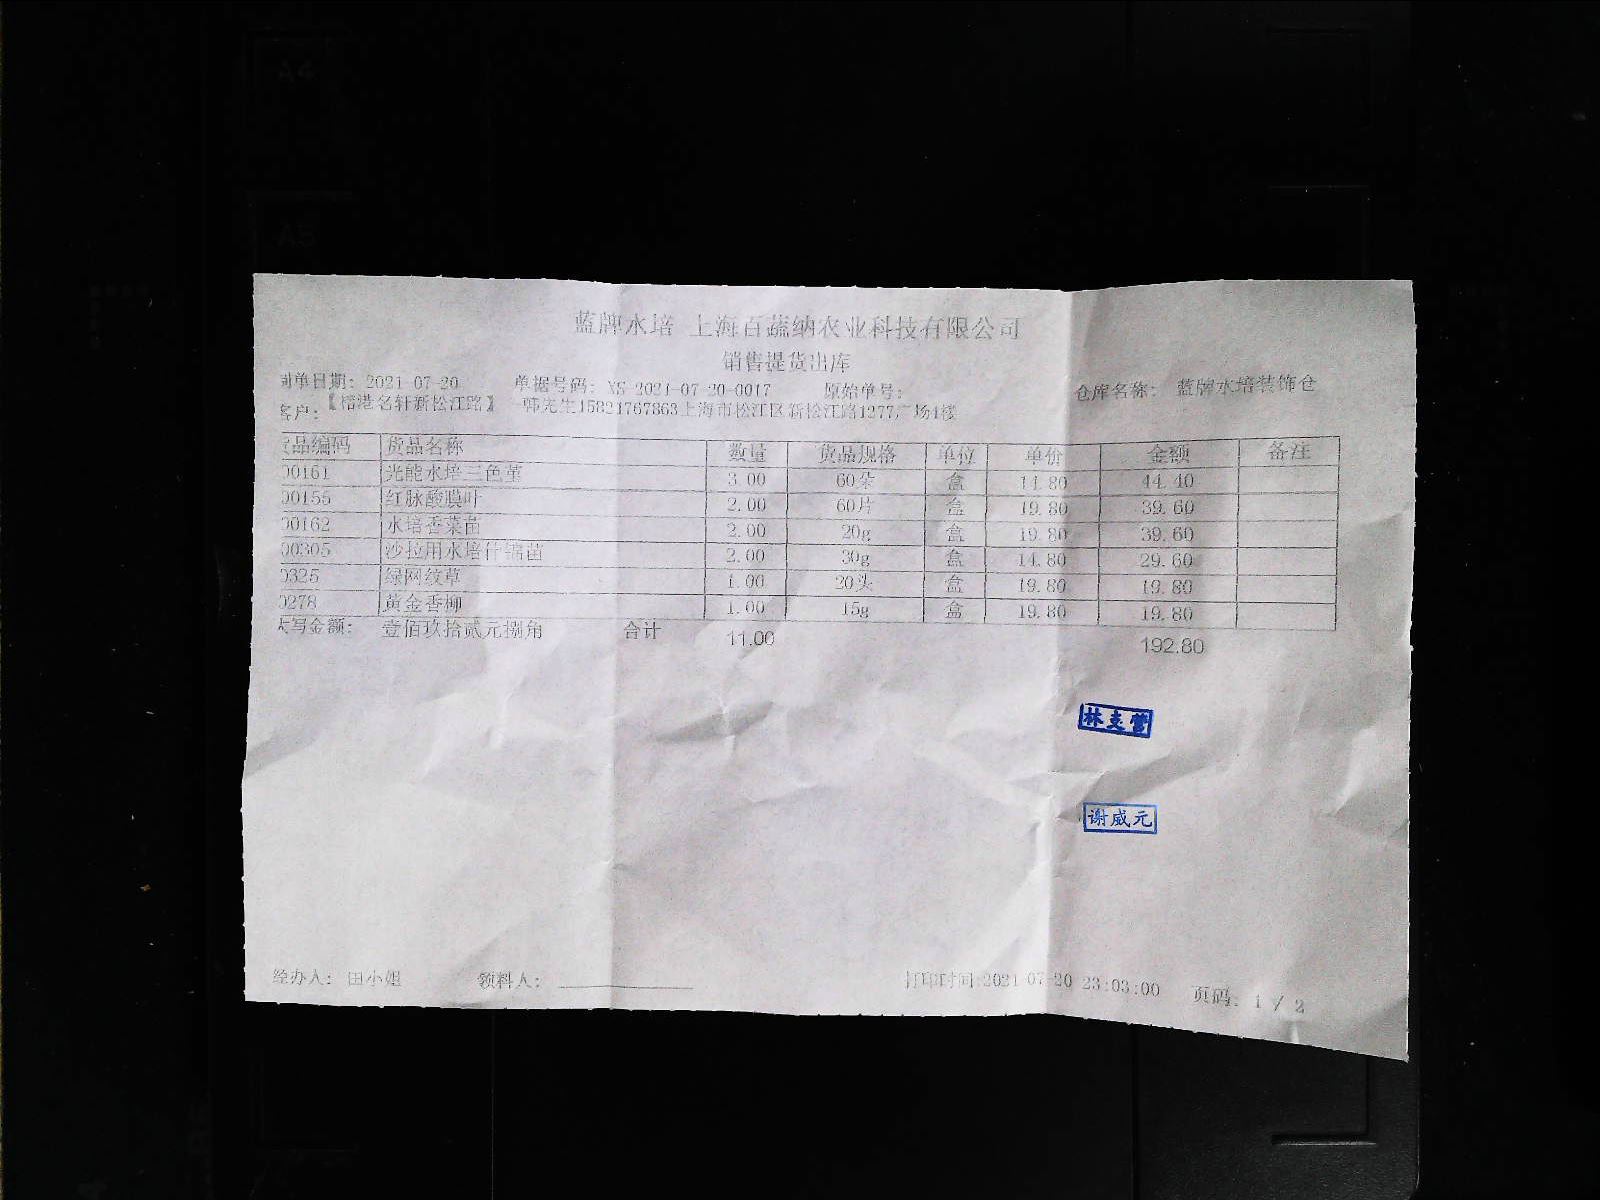 蓝牌水培 上海百蔬纳农业科技有限公司
销售提货出库
制单日期: 2021-07-20 单据号码: XS-2021-07-20-0017 原始单号: 仓库名称: 蓝牌水培装饰仓
客户: 【榕港名轩新松江路】 一韩先生15821767863上海市松江区新松江路1277广场4楼
货品编码 货品名称 数量 货品规格 单位 单价 金额 备注
00161 光能水培三色堇 3.00 60朵 盒 14.80 44.40
00155 红脉酸膜叶 2.00 60片 盒 19.80 39.60
00162 水培香菜苗 2.00 20g 盒 19.80 39.60
00305 沙拉用水培什锦苗 2.00 30g 盒 14.80 29.60
0325 绿网纹草 1.00 20头 盒 19.80 19.80
0278 黄金香柳 1.00 15g 盒 19.80 19.80
大写金额: 壹佰玖拾贰元捌角 合计 11.00 192.80
林支营
谢威元
经办人: 田小姐 领料人: 打印时间:2021-07-20 23:03:00 页码: 1 / 2